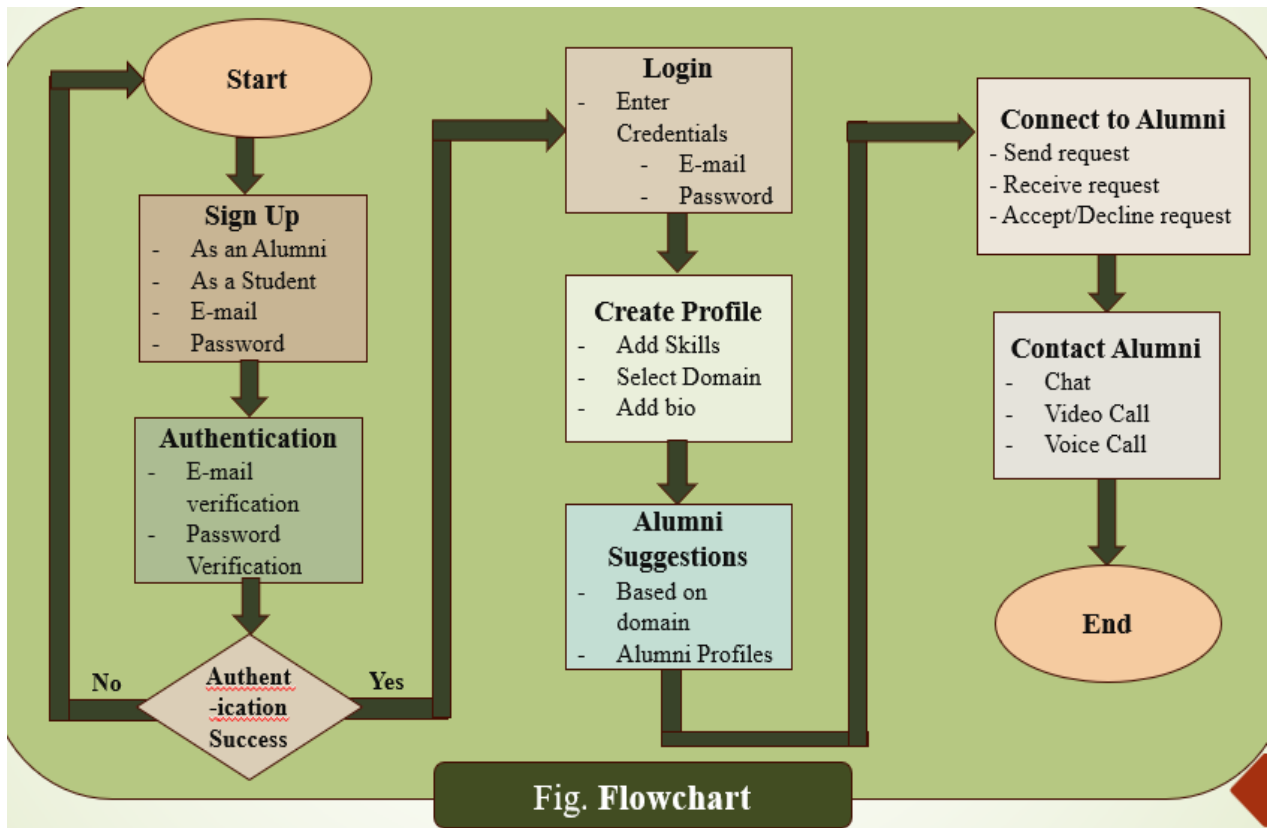 Start
Sign Up
- As an Alumni
- As a Student
- E-mail
- Password
Authentication
- E-mail
verification
- Password
Verification
Authent
-ication
Success
No
Yes
Login
- Enter
Credentials
- E-mail
- Password
Create Profile
- Add Skills
- Select Domain
- Add bio
Alumni
Suggestions
- Based on
domain
- Alumni Profiles
Connect to Alumni
- Send request
- Receive request
- Accept/Decline request
Contact Alumni
- Chat
- Video Call
- Voice Call
End
Fig. Flowchart